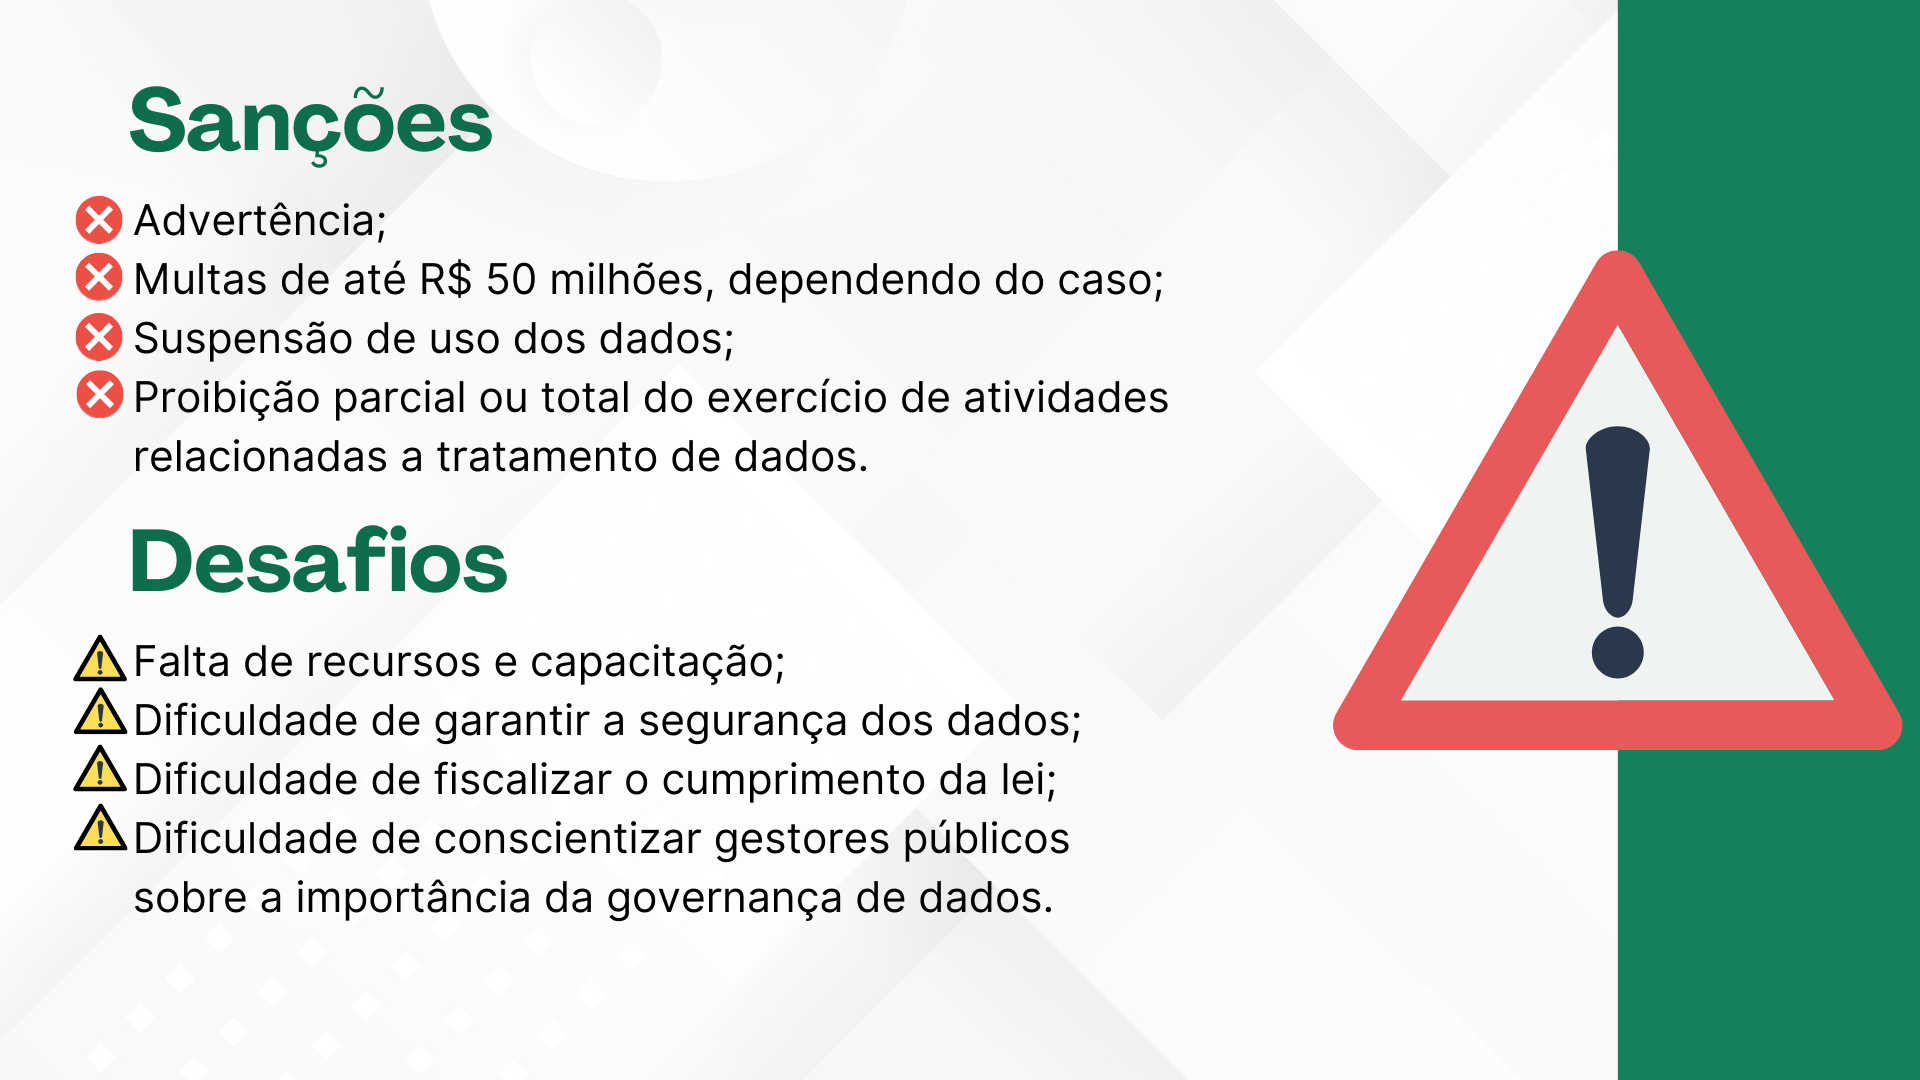 Sanções
Advertência;
Multas de até R$ 50 milhões, dependendo do caso;
Suspensão de uso dos dados;
Proibição parcial ou total do exercício de atividades
relacionadas a tratamento de dados.
Desafios
Falta de recursos e capacitação;
Dificuldade de garantir a segurança dos dados;
Dificuldade de fiscalizar o cumprimento da lei;
Dificuldade de conscientizar gestores públicos
sobre a importância da governança de dados.